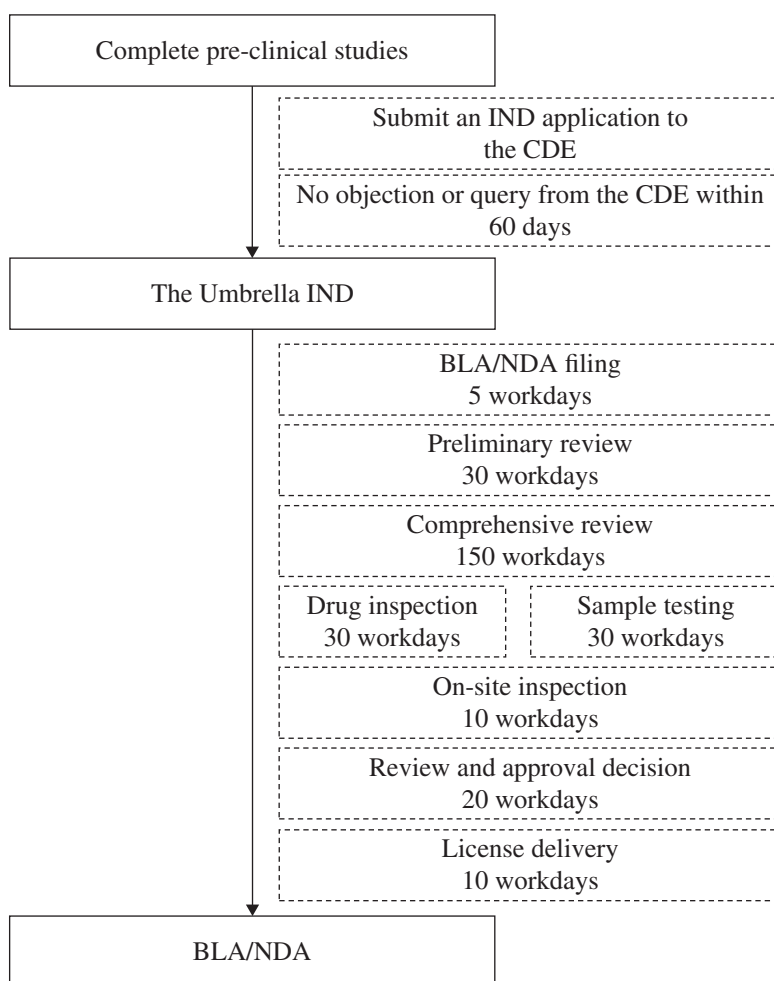 Complete pre-clinical studies
Submit an IND application to
the CDE
No objection or query from the CDE within
60 days
The Umbrella IND
BLA/NDA filing
5 workdays
Preliminary review
30 workdays
Comprehensive review
150 workdays
Drug inspection
30 workdays
Sample testing
30 workdays
On-site inspection
10 workdays
Review and approval decision
20 workdays
License delivery
10 workdays
BLA/NDA